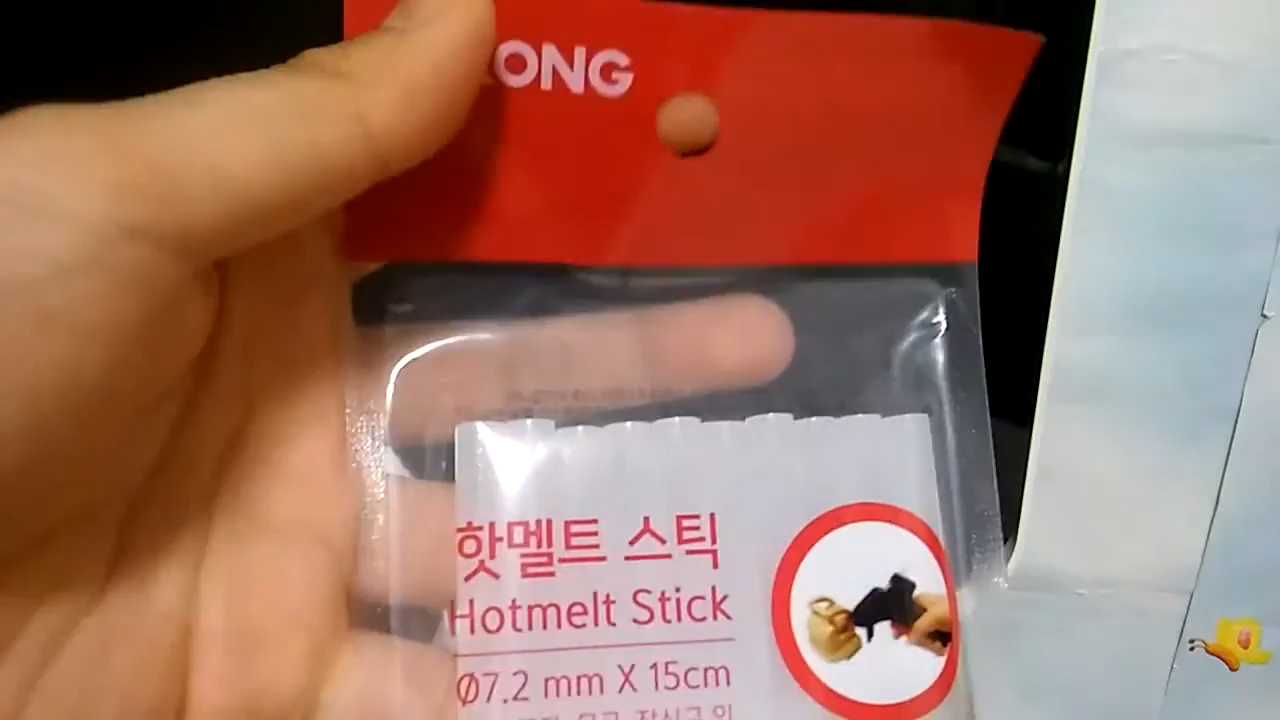 ONG
핫멜트 스틱
Hotmelt Stick
Ø7.2 mm X 15cm